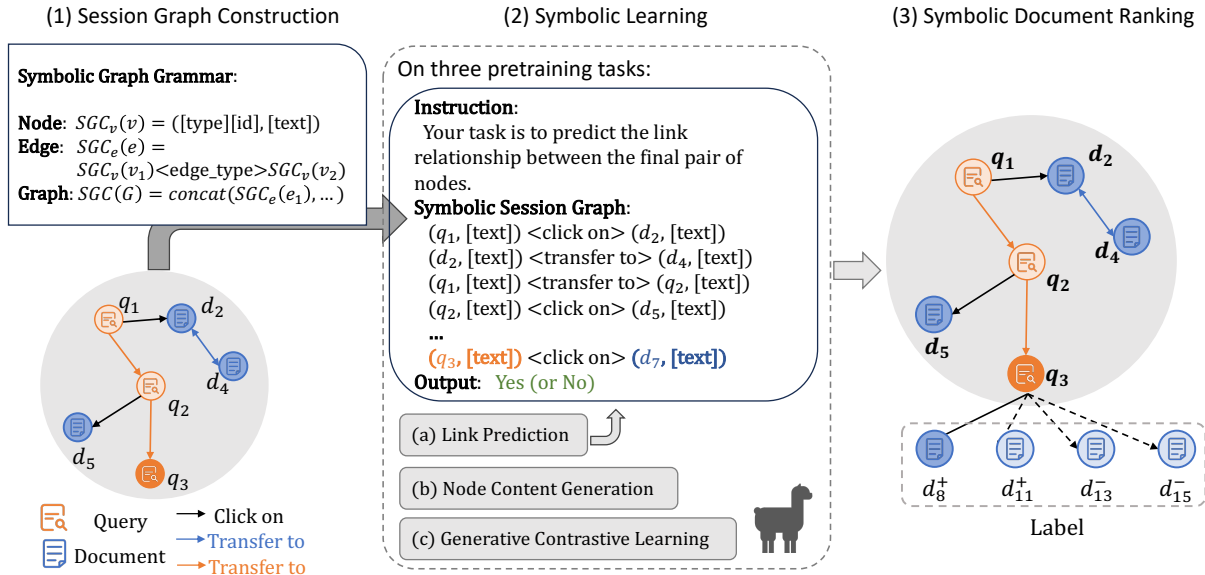 (1) Session Graph Construction
Symbolic Graph Grammar:
Node: SGC_v(v) = ([type][id], [text])
Edge: SGC_e(e) =
SGC_v(v_1)<edge_type>SGC_v(v_2)
Graph: SGC(G) = concat(SGC_e(e_1), …)
q_1
d_2
d_4
q_2
d_5
q_3
Query
Click on
Document
Transfer to
Transfer to
(2) Symbolic Learning
On three pretraining tasks:
Instruction:
Your task is to predict the link
relationship between the final pair of
nodes.
Symbolic Session Graph:
(q_1, [text]) <click on> (d_2, [text])
(d_2, [text]) <transfer to> (d_4, [text])
(q_1, [text]) <transfer to> (q_2, [text])
(q_2, [text]) <click on> (d_5, [text])
...
(q_3, [text]) <click on> (d_7, [text])
Output: Yes (or No)
(a) Link Prediction
(b) Node Content Generation
(c) Generative Contrastive Learning
(3) Symbolic Document Ranking
q_1
d_2
d_4
q_2
d_5
q_3
d_8^+ d_11^+ d_13^- d_15^-
Label